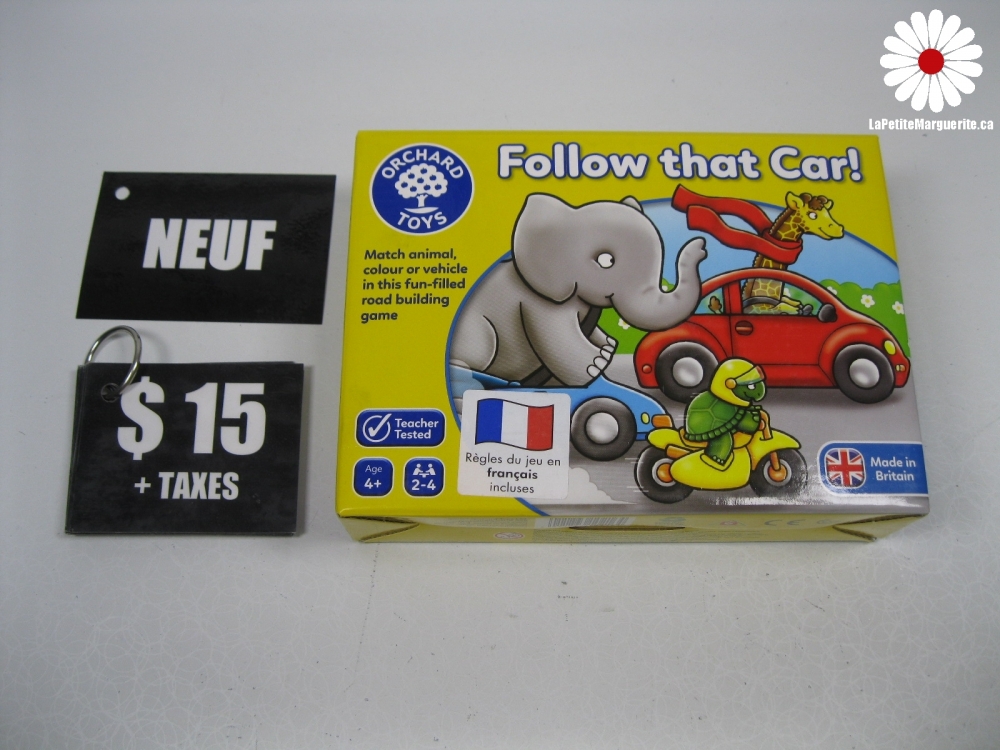 LaPetiteMarguerite.ca
NEUF
$ 15
+ TAXES
ORCHARD
TOYS
Follow that Car!
Match animal,
colour or vehicle
in this fun-filled
road building
game
Teacher
Tested
Age
4+
2-4
Règles du jeu en
français
incluses
Made in
Britain